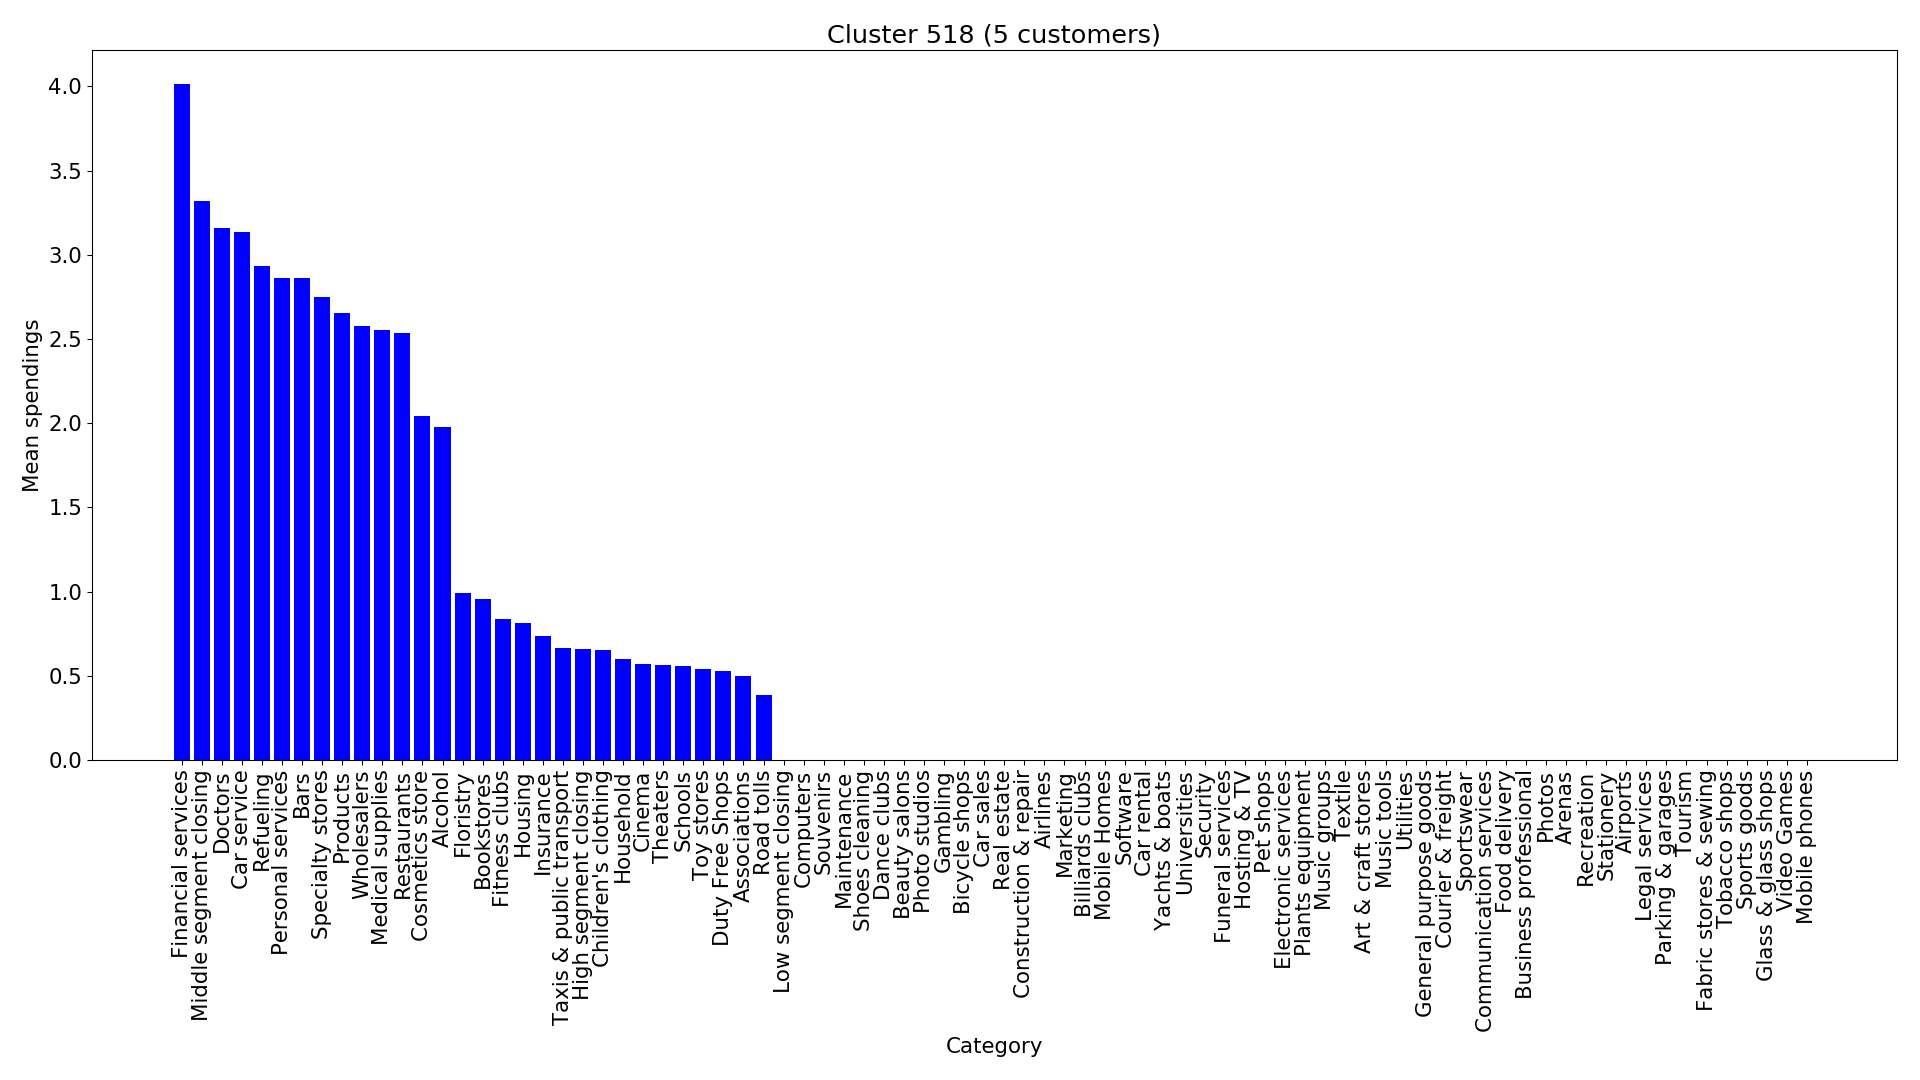 Cluster 518 (5 customers)
Mean spendings
4.0
3.5
3.0
2.5
2.0
1.5
1.0
0.5
0.0
Financial services
Middle segment closing
Doctors
Car service
Refueling
Personal services
Bars
Specialty stores
Products
Wholesalers
Medical supplies
Restaurants
Cosmetics store
Alcohol
Floristry
Bookstores
Fitness clubs
Housing
Insurance
Taxis & public transport
High segment closing
Children's clothing
Household
Cinema
Theaters
Schools
Toy stores
Duty Free Shops
Associations
Road tolls
Low segment closing
Computers
Souvenirs
Maintenance
Shoes cleaning
Dance clubs
Beauty salons
Photo studios
Gambling
Bicycle shops
Car sales
Real estate
Construction & repair
Airlines
Marketing
Billiards clubs
Mobile Homes
Software
Car rental
Yachts & boats
Universities
Security
Funeral services
Hosting & TV
Pet shops
Electronic services
Plants equipment
Music groups
Textile
Art & craft stores
Music tools
Utilities
General purpose goods
Courier & freight
Sportswear
Communication services
Food delivery
Business professional
Photos
Arenas
Recreation
Stationery
Airports
Legal services
Parking & garages
Tourism
Fabric stores & sewing
Tobacco shops
Sports goods
Glass & glass shops
Video Games
Mobile phones
Category